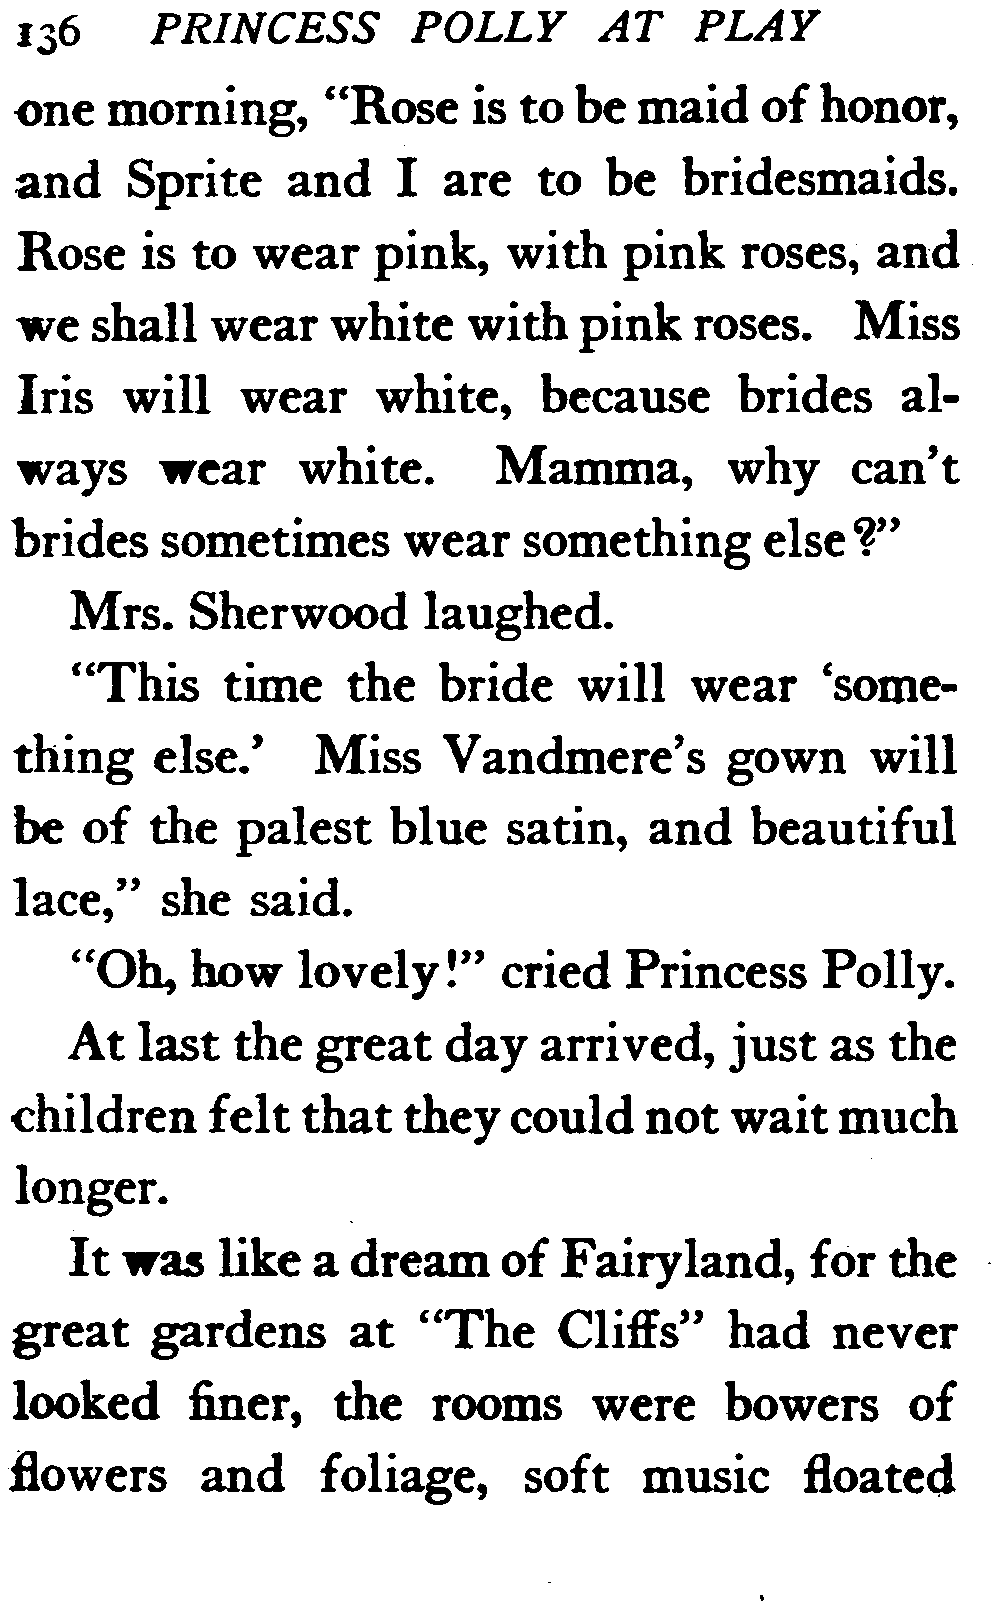 136 PRINCESS POLLY AT PLAY
one morning, “Rose is to be maid of honor,
and Sprite and I are to be bridesmaids.
Rose is to wear pink, with pink roses, and
we shall wear white with pink roses. Miss
Iris will wear white, because brides al-
ways wear white. Mamma, why can’t
brides sometimes wear something else?”
Mrs. Sherwood laughed.
“This time the bride will wear ‘some-
thing else.’ Miss Vandmere’s gown will
be of the palest blue satin, and beautiful
lace,” she said.
“Oh, how lovely!” cried Princess Polly.
At last the great day arrived, just as the
children felt that they could not wait much
longer.
It was like a dream of Fairyland, for the
great gardens at “The Cliffs” had never
looked finer, the rooms were bowers of
flowers and foliage, soft music floated